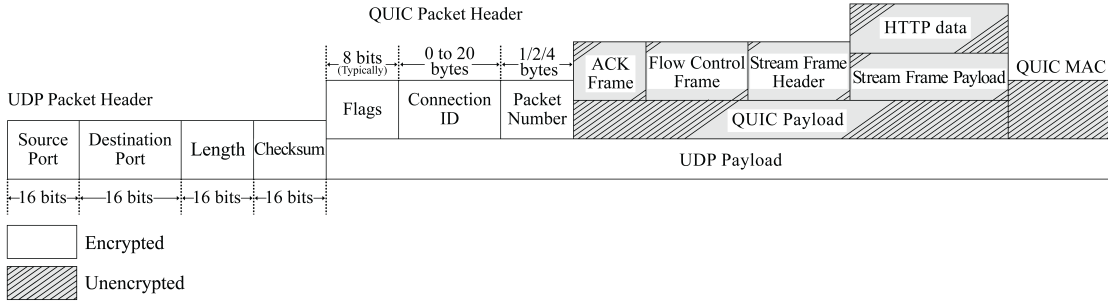 QUIC Packet Header
HTTP data
8 bits
(Typically)
0 to 20
bytes
1/2/4
bytes
ACK
Frame
Flow Control
Frame
Stream Frame
Header
Stream Frame Payload
QUIC MAC
UDP Packet Header
Flags
Connection
ID
Packet
Number
QUIC Payload
Source
Port
Destination
Port
Length
Checksum
UDP Payload
16 bits
16 bits
16 bits
16 bits
Encrypted
Unencrypted